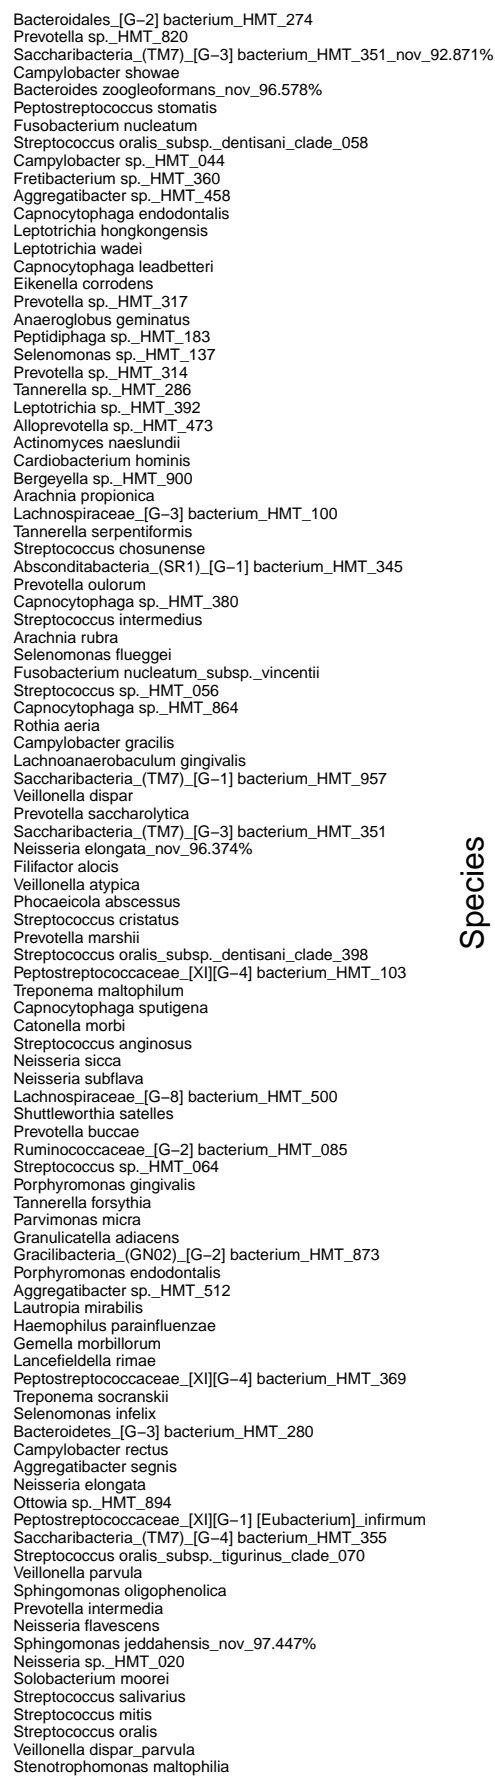 Bacteroidales_[G−2] bacterium_HMT_274
Prevotella sp._HMT_820
Saccharibacteria_(TM7)_[G−3] bacterium_HMT_351_nov_92.871%
Campylobacter showae
Bacteroides zoogleoformans_nov_96.578%
Peptostreptococcus stomatis
Fusobacterium nucleatum
Streptococcus oralis_subsp._dentisani_clade_058
Campylobacter sp._HMT_044
Fretibacterium sp._HMT_360
Aggregatibacter sp._HMT_458
Capnocytophaga endodontalis
Leptotrichia hongkongensis
Leptotrichia wadei
Capnocytophaga leadbetteri
Eikenella corrodens
Prevotella sp._HMT_317
Anaeroglobus geminatus
Peptidiphaga sp._HMT_183
Selenomonas sp._HMT_137
Prevotella sp._HMT_314
Tannerella sp._HMT_286
Leptotrichia sp._HMT_392
Alloprevotella sp._HMT_473
Actinomyces naeslundii
Cardiobacterium hominis
Bergeyella sp._HMT_900
Arachnia propionica
Lachnospiraceae_[G−3] bacterium_HMT_100
Tannerella serpentiformis
Streptococcus chosunense
Absconditabacteria_(SR1)_[G−1] bacterium_HMT_345
Prevotella oulorum
Capnocytophaga sp._HMT_380
Streptococcus intermedius
Arachnia rubra
Selenomonas flueggei
Fusobacterium nucleatum_subsp._vincentii
Streptococcus sp._HMT_056
Capnocytophaga sp._HMT_864
Rothia aeria
Campylobacter gracilis
Lachnoanaerobaculum gingivalis
Saccharibacteria_(TM7)_[G−1] bacterium_HMT_957
Veillonella dispar
Prevotella saccharolytica
Saccharibacteria_(TM7)_[G−3] bacterium_HMT_351
Neisseria elongata_nov_96.374%
Filifactor alocis
Veillonella atypica
Phocaeicola abscessus
Streptococcus cristatus
Prevotella marshii
Streptococcus oralis_subsp._dentisani_clade_398
Peptostreptococcaceae_[XI][G−4] bacterium_HMT_103
Treponema maltophilum
Capnocytophaga sputigena
Catonella morbi
Streptococcus anginosus
Neisseria sicca
Neisseria subflava
Lachnospiraceae_[G−8] bacterium_HMT_500
Shuttleworthia satelles
Prevotella buccae
Ruminococcaceae_[G−2] bacterium_HMT_085
Streptococcus sp._HMT_064
Porphyromonas gingivalis
Tannerella forsythia
Parvimonas micra
Granulicatella adiacens
Gracilibacteria_(GN02)_[G−2] bacterium_HMT_873
Porphyromonas endodontalis
Aggregatibacter sp._HMT_512
Lautropia mirabilis
Haemophilus parainfluenzae
Gemella morbillorum
Lancefieldella rimae
Peptostreptococcaceae_[XI][G−4] bacterium_HMT_369
Treponema socranskii
Selenomonas infelix
Bacteroidetes_[G−3] bacterium_HMT_280
Campylobacter rectus
Aggregatibacter segnis
Neisseria elongata
Ottowia sp._HMT_894
Peptostreptococcaceae_[XI][G−1] [Eubacterium]_infirmum
Saccharibacteria_(TM7)_[G−4] bacterium_HMT_355
Streptococcus oralis_subsp._tigurinus_clade_070
Veillonella parvula
Sphingomonas oligophenolica
Prevotella intermedia
Neisseria flavescens
Sphingomonas jeddahensis_nov_97.447%
Neisseria sp._HMT_020
Solobacterium moorei
Streptococcus salivarius
Streptococcus mitis
Streptococcus oralis
Veillonella dispar_parvula
Stenotrophomonas maltophilia
Species